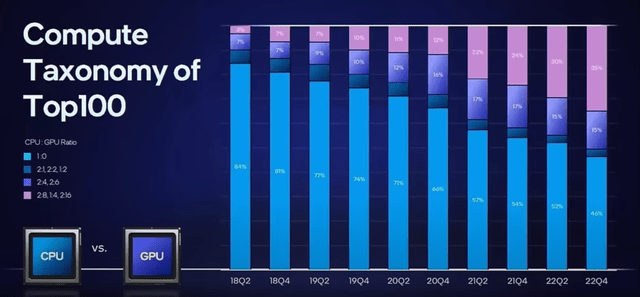 Compute
Taxonomy of
Top100
CPU : GPU Ratio
1:0
2:1, 2:2, 1:2
2:4, 2:6
2:8, 1:4, 2:16
CPU
vs.
GPU
7% 7% 10% 11% 12% 22% 24% 30% 35%
7% 7% 9% 10% 12% 16% 17% 17% 15% 15%
84% 81% 77% 74% 71% 66% 57% 54% 52% 46%
18Q2 18Q4 19Q2 19Q4 20Q2 20Q4 21Q2 21Q4 22Q2 22Q4